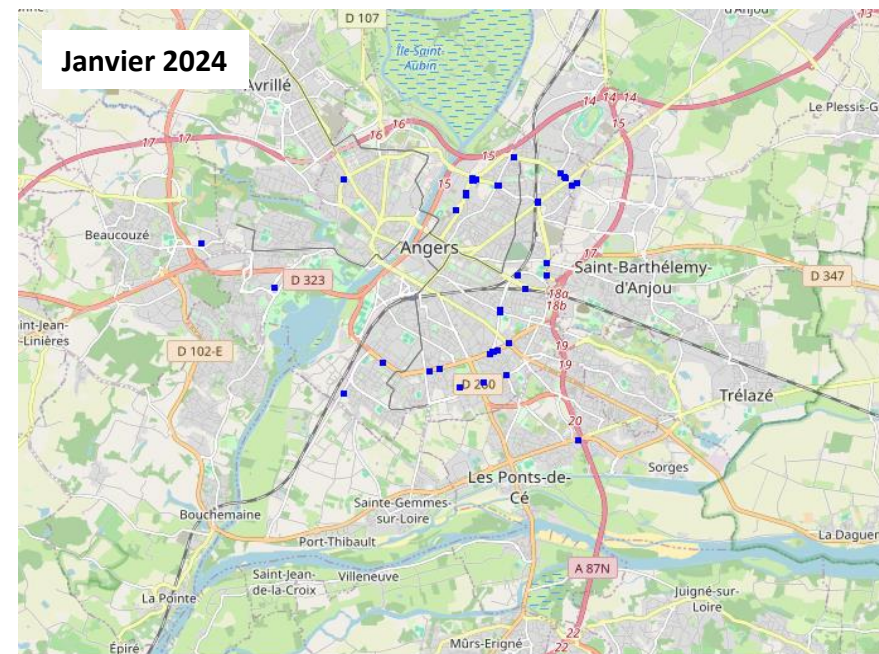 Janvier 2024
D 107
d'Anjou
13
Île-Saint-
Aubin
Avrillé
14 14 14
Le Plessis-G
15
16
16
17 17
15
15
Beaucouzé
Angers
17
Saint-Barthélemy-
d'Anjou
D 347
D 323
18a
18b
int-Jean-
-Linières
19
D 102-E
19
D 260
Trélazé
20
Sorges
Les Ponts-de-
Cé
Sainte-Gemmes-
sur-Loire
Bouchemaine
Port-Thibault
La Daguen
A 87N
Saint-Jean-
de-la-Croix
Villeneuve
Juigné-sur-
Loire
La Pointe
22
Mûrs-Erigné
22
Épiré